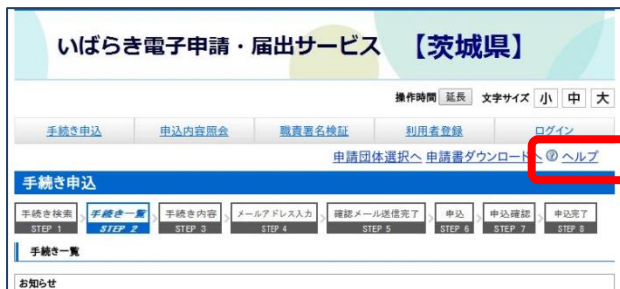 いばらき電子申請・届出サービス 【茨城県】
操作時間 延長 文字サイズ 小 中 大
手続き申込 申込内容照会 職責署名検証 利用者登録 ログイン
申請団体選択へ 申請書ダウンロードへ ヘルプ
手続き申込
手続き検索 手続き一覧 手続き内容 メールアドレス入力 確認メール送信完了 申込 申込確認 申込完了
STEP 1 STEP 2 STEP 3 STEP 4 STEP 5 STEP 6 STEP 7 STEP 8
手続き一覧
お知らせ